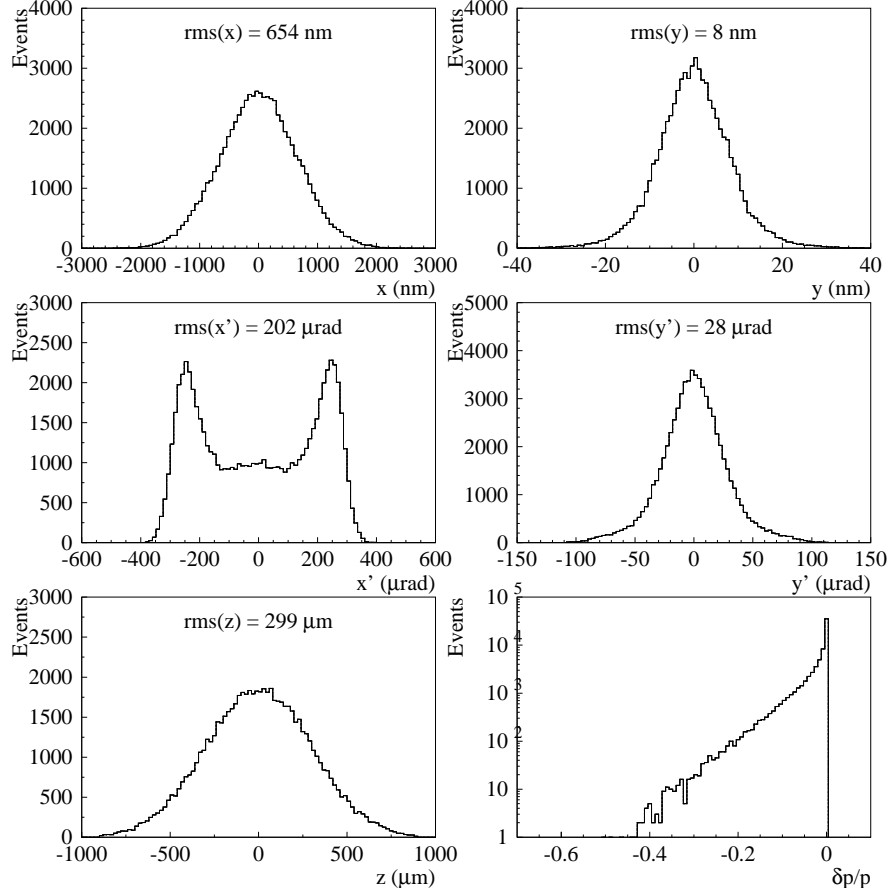 Events
4000
3000
2000
1000
0
rms(x) = 654 nm
-3000 -2000 -1000 0 1000 2000 3000
x (nm)
Events
4000
3000
2000
1000
0
rms(y) = 8 nm
-40 -20 0 20 40
y (nm)
Events
3000
2500
2000
1500
1000
500
0
rms(x’) = 202 μrad
-600 -400 -200 0 200 400 600
x’ (μrad)
Events
5000
4000
3000
2000
1000
0
rms(y’) = 28 μrad
-150 -100 -50 0 50 100 150
y’ (μrad)
Events
3000
2500
2000
1500
1000
500
0
rms(z) = 299 μm
-1000 -500 0 500 1000
z (μm)
Events
10 5
10 4
10 3
10 2
10
1
-0.6 -0.4 -0.2 0
δp/p